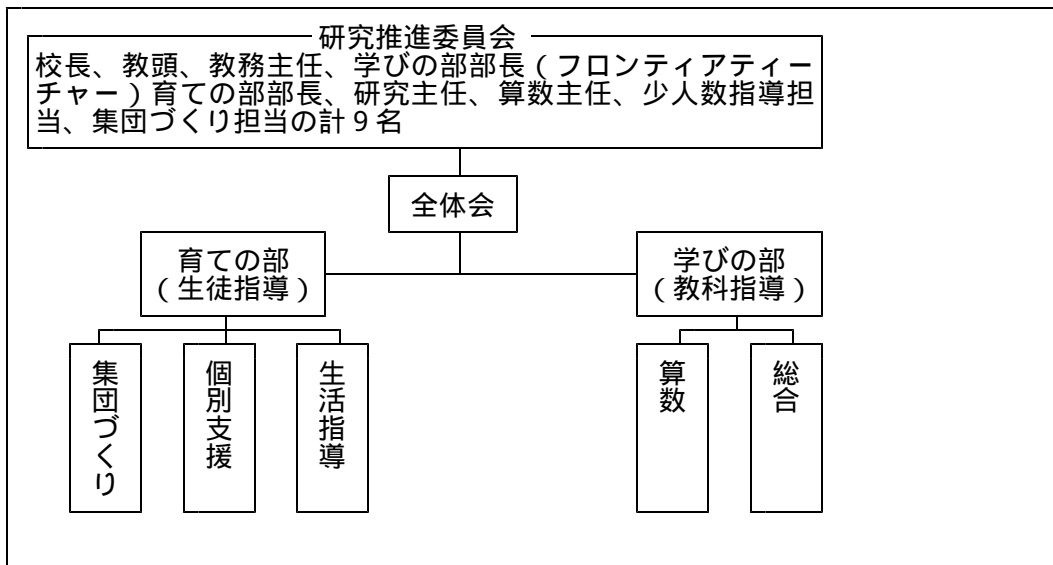 研究推進委員会
校長、教頭、教務主任、学びの部部長（フロンティアティー
チャー）育ての部部長、研究主任、算数主任、少人数指導担
当、集団づくり担当の計９名
全体会
育ての部
（生徒指導）
学びの部
（教科指導）
集団づくり
個別支援
生活指導
算数
総合